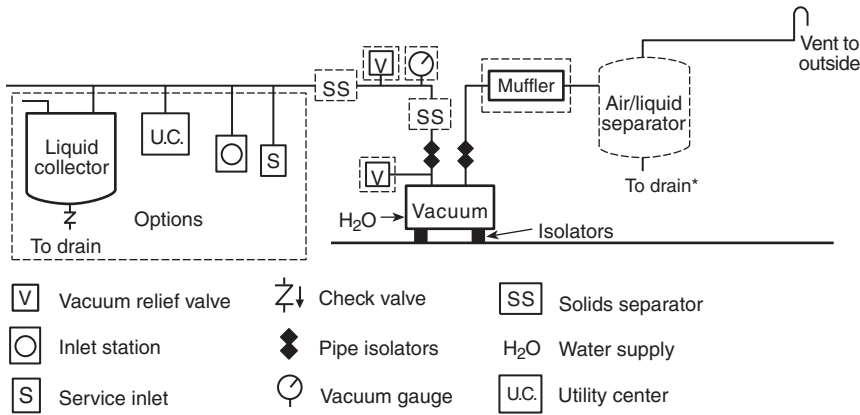 Vent to
outside
V
SS
Muffler
Air/liquid
separator
SS
U.C.
Liquid
collector
S
V
To drain*
H₂O
Vacuum
Options
Isolators
To drain
V Vacuum relief valve
Check valve
SS Solids separator
Inlet station
Pipe isolators
H₂O Water supply
S Service inlet
Vacuum gauge
U.C. Utility center